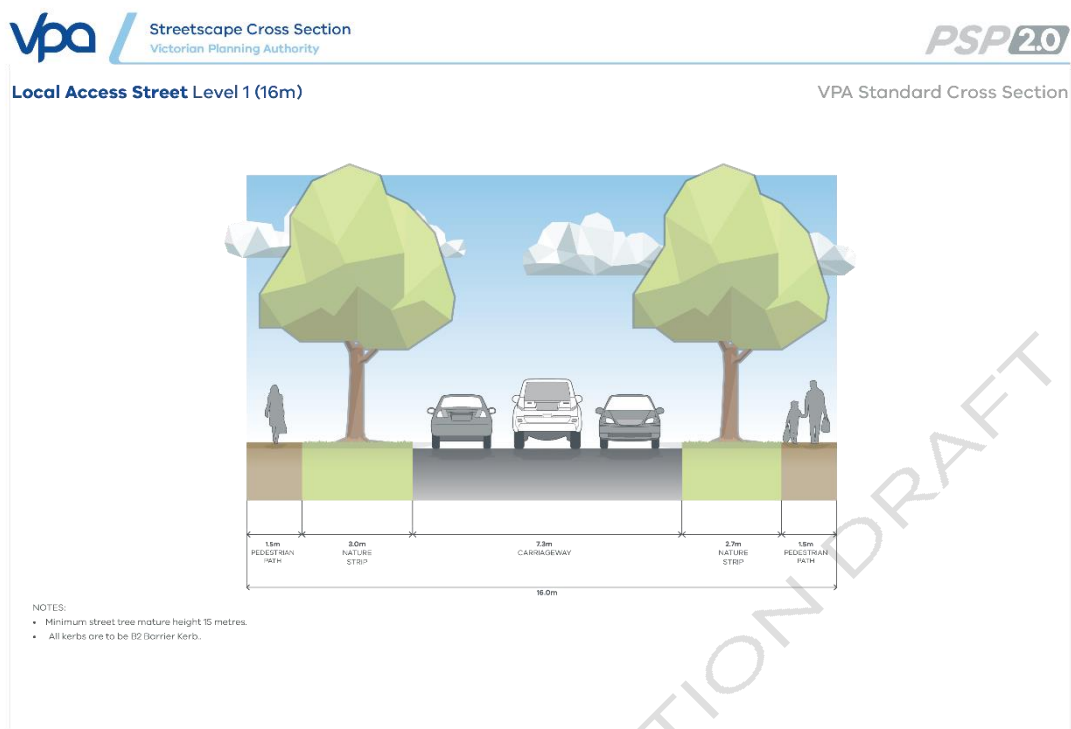 vpa
Streetscape Cross Section
Victorian Planning Authority
PSP 2.0
Local Access Street Level 1 (16m)
VPA Standard Cross Section
1.5m
PEDESTRIAN
PATH
3.0m
NATURE
STRIP
7.3m
CARRIAGEWAY
2.7m
NATURE
STRIP
1.5m
PEDESTRIAN
PATH
16.0m
NOTES:
• Minimum street tree mature height 15 metres.
• All kerbs are to be B2 Barrier Kerb..
TION DRAFT